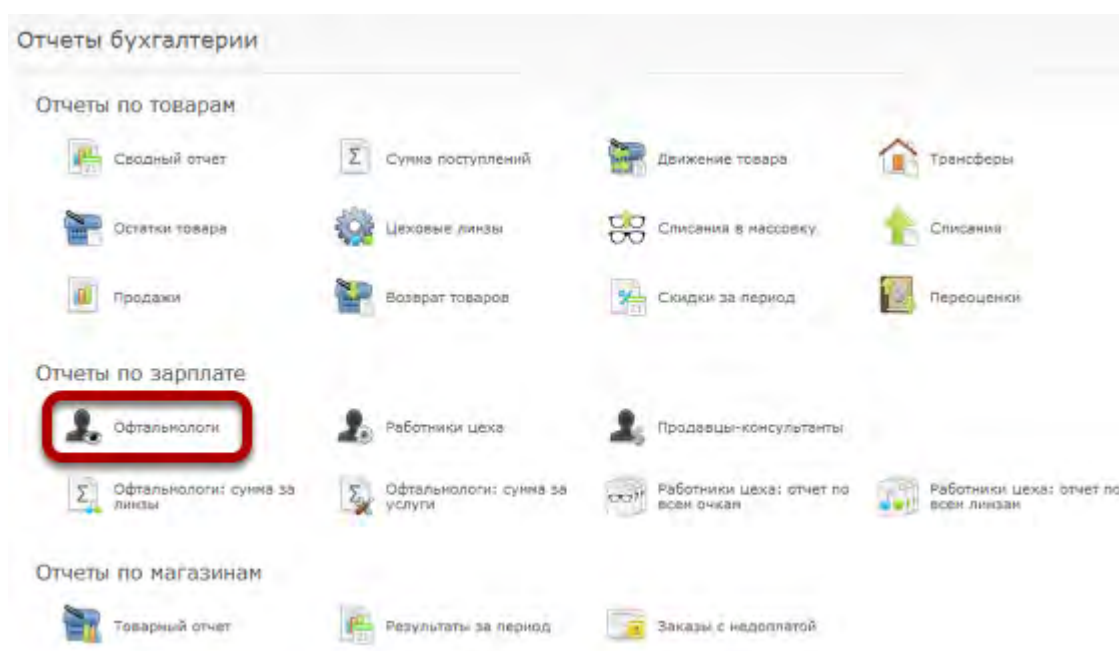 Отчеты бухгалтерии
Отчеты по товарам
Сводный отчет
Сумма поступлений
Движение товара
Трансферы
Остатки товара
Цеховые линзы
Списания в массовку
Списания
Продажи
Возврат товаров
Скидки за период
Переоценки
Отчеты по зарплате
Офтальмологи
Работники цеха
Продавцы-консультанты
Офтальмологи: сумма за
линзы
Офтальмологи: сумма за
услуги
Работники цеха: отчет по
всем очкам
Работники цеха: отчет по
всем линзам
Отчеты по магазинам
Товарный отчет
Результаты за период
Заказы с недоплатой